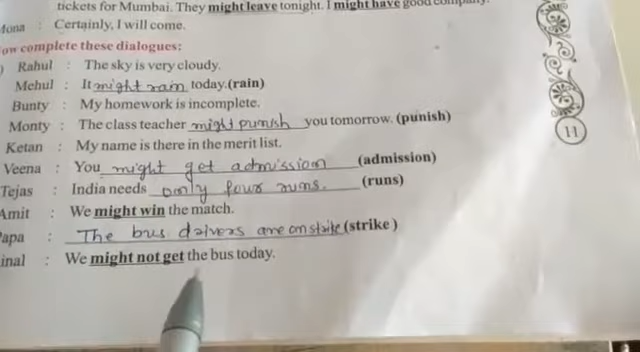 tickets for Mumbai. They might leave tonight. I might have good company.
Mona : Certainly, I will come.
Now complete these dialogues:
) Rahul : The sky is very cloudy.
Mehul : It might rain today.(rain)
Bunty : My homework is incomplete.
Monty : The class teacher might punish you tomorrow. (punish)
Ketan : My name is there in the merit list.
Veena : You might get admission (admission)
Tejas : India needs only four runs. (runs)
Amit : We might win the match.
apa : The bus drivers are on strike (strike)
inal : We might not get the bus today.
11